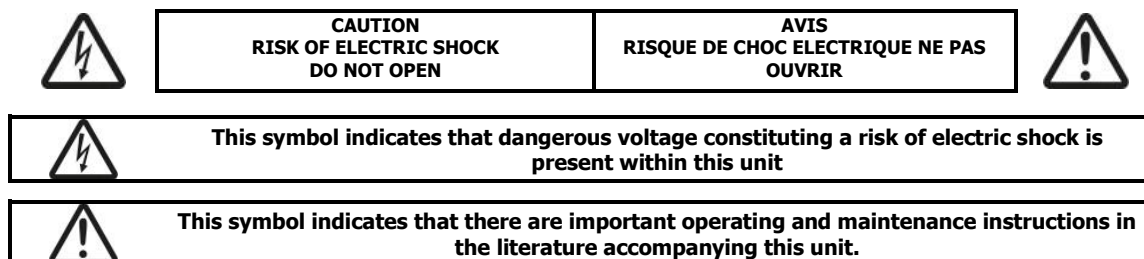 CAUTION
RISK OF ELECTRIC SHOCK
DO NOT OPEN
AVIS
RISQUE DE CHOC ELECTRIQUE NE PAS
OUVRIR
This symbol indicates that dangerous voltage constituting a risk of electric shock is
present within this unit
This symbol indicates that there are important operating and maintenance instructions in
the literature accompanying this unit.